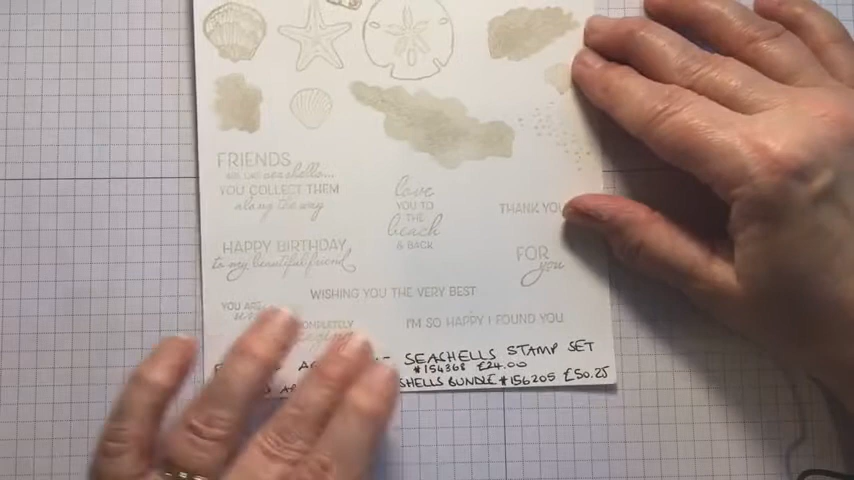 FRIENDS
ARE LIKE seashells...
YOU COLLECT THEM
along the way
love
YOU TO
THE
beach
& BACK
THANK YOU
HAPPY BIRTHDAY
to my beautiful friend
FOR
you
WISHING YOU THE VERY BEST
YOU ARE
I'M SO HAPPY I FOUND YOU
SEACHELLS STAMP SET
#154368 £24.00
SHELLS BUNDLE #156205 £50.25